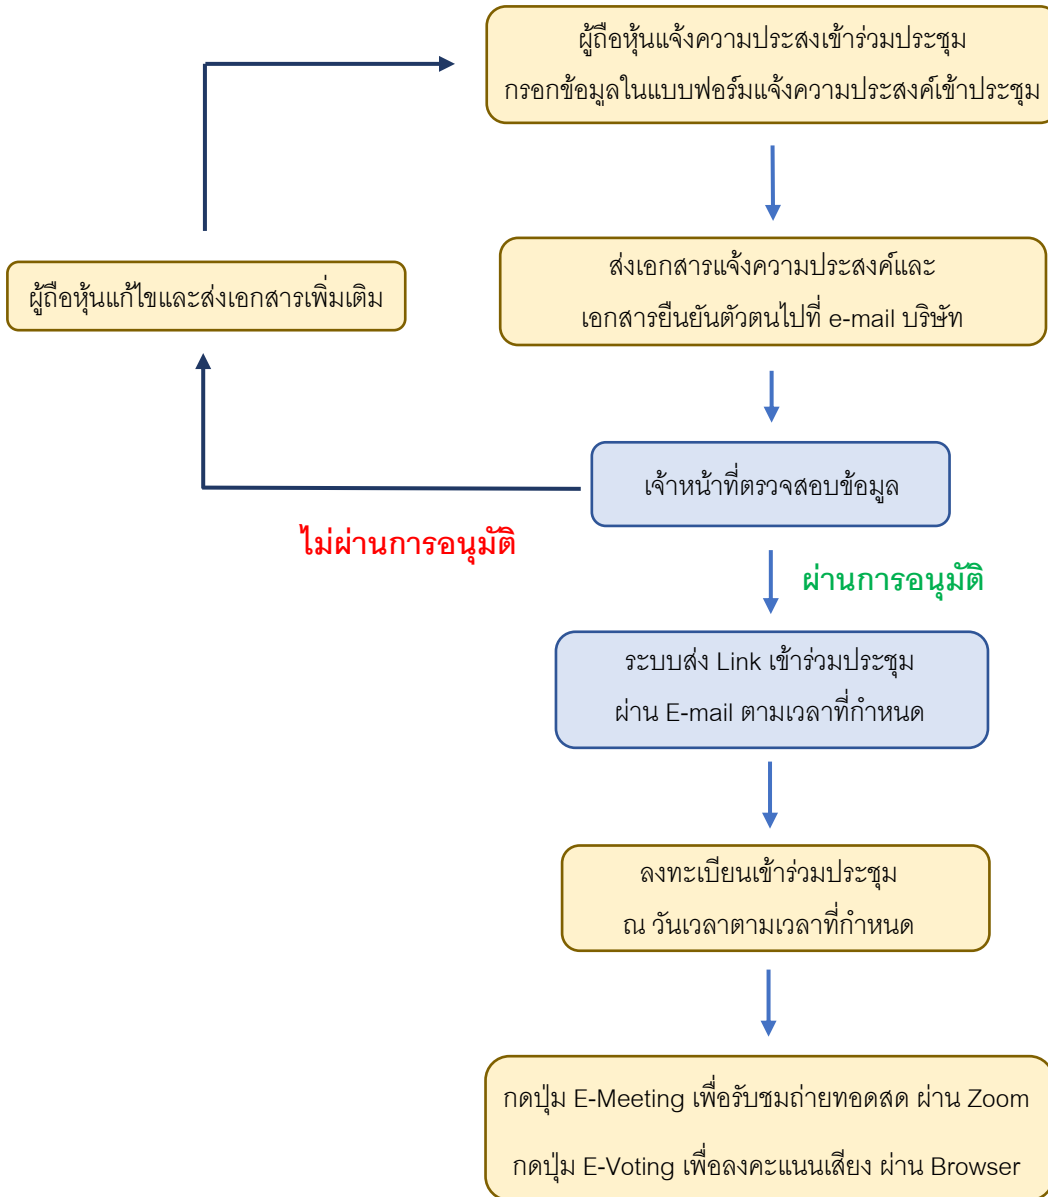 ผู้ถือหุ้นแจ้งความประสงเข้าร่วมประชุม
กรอกข้อมูลในแบบฟอร์มแจ้งความประสงค์เข้าประชุม
ส่งเอกสารแจ้งความประสงค์และ
เอกสารยืนยันตัวตนไปที่ e-mail บริษัท
ผู้ถือหุ้นแก้ไขและส่งเอกสารเพิ่มเติม
เจ้าหน้าที่ตรวจสอบข้อมูล
ไม่ผ่านการอนุมัติ
ผ่านการอนุมัติ
ระบบส่ง Link เข้าร่วมประชุม
ผ่าน E-mail ตามเวลาที่กำหนด
ลงทะเบียนเข้าร่วมประชุม
ณ วันเวลาตามเวลาที่กำหนด
กดปุ่ม E-Meeting เพื่อรับชมถ่ายทอดสด ผ่าน Zoom
กดปุ่ม E-Voting เพื่อลงคะแนนเสียง ผ่าน Browser